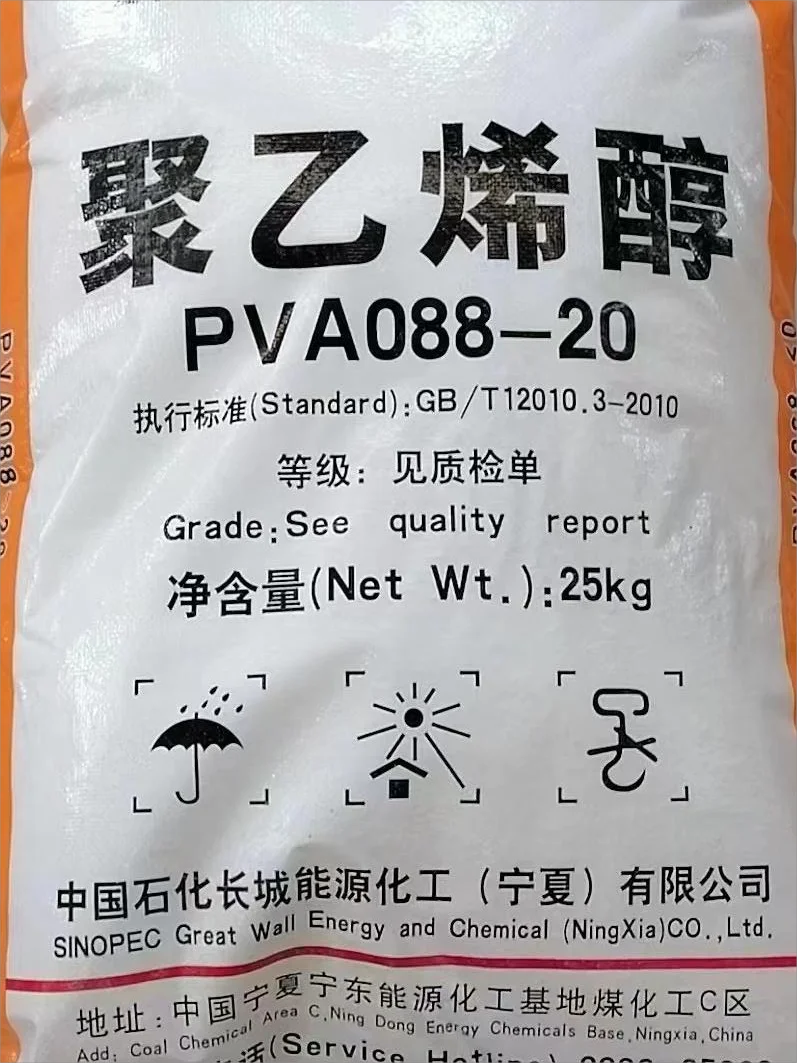 聚乙烯醇
PVA088-20
执行标准(Standard):GB/T12010.3-2010
等级: 见质检单
Grade:See quality report
净含量(Net Wt.):25kg
中国石化长城能源化工（宁夏）有限公司
SINOPEC Great Wall Energy and Chemical (NingXia)CO.,Ltd.
地址:中国宁夏宁东能源化工基地煤化工C区
Add: Coal Chemical Area C,Ning Dong Energy Chemicals Base,Ningxia,China
(Service Hotline)
PVA088-20